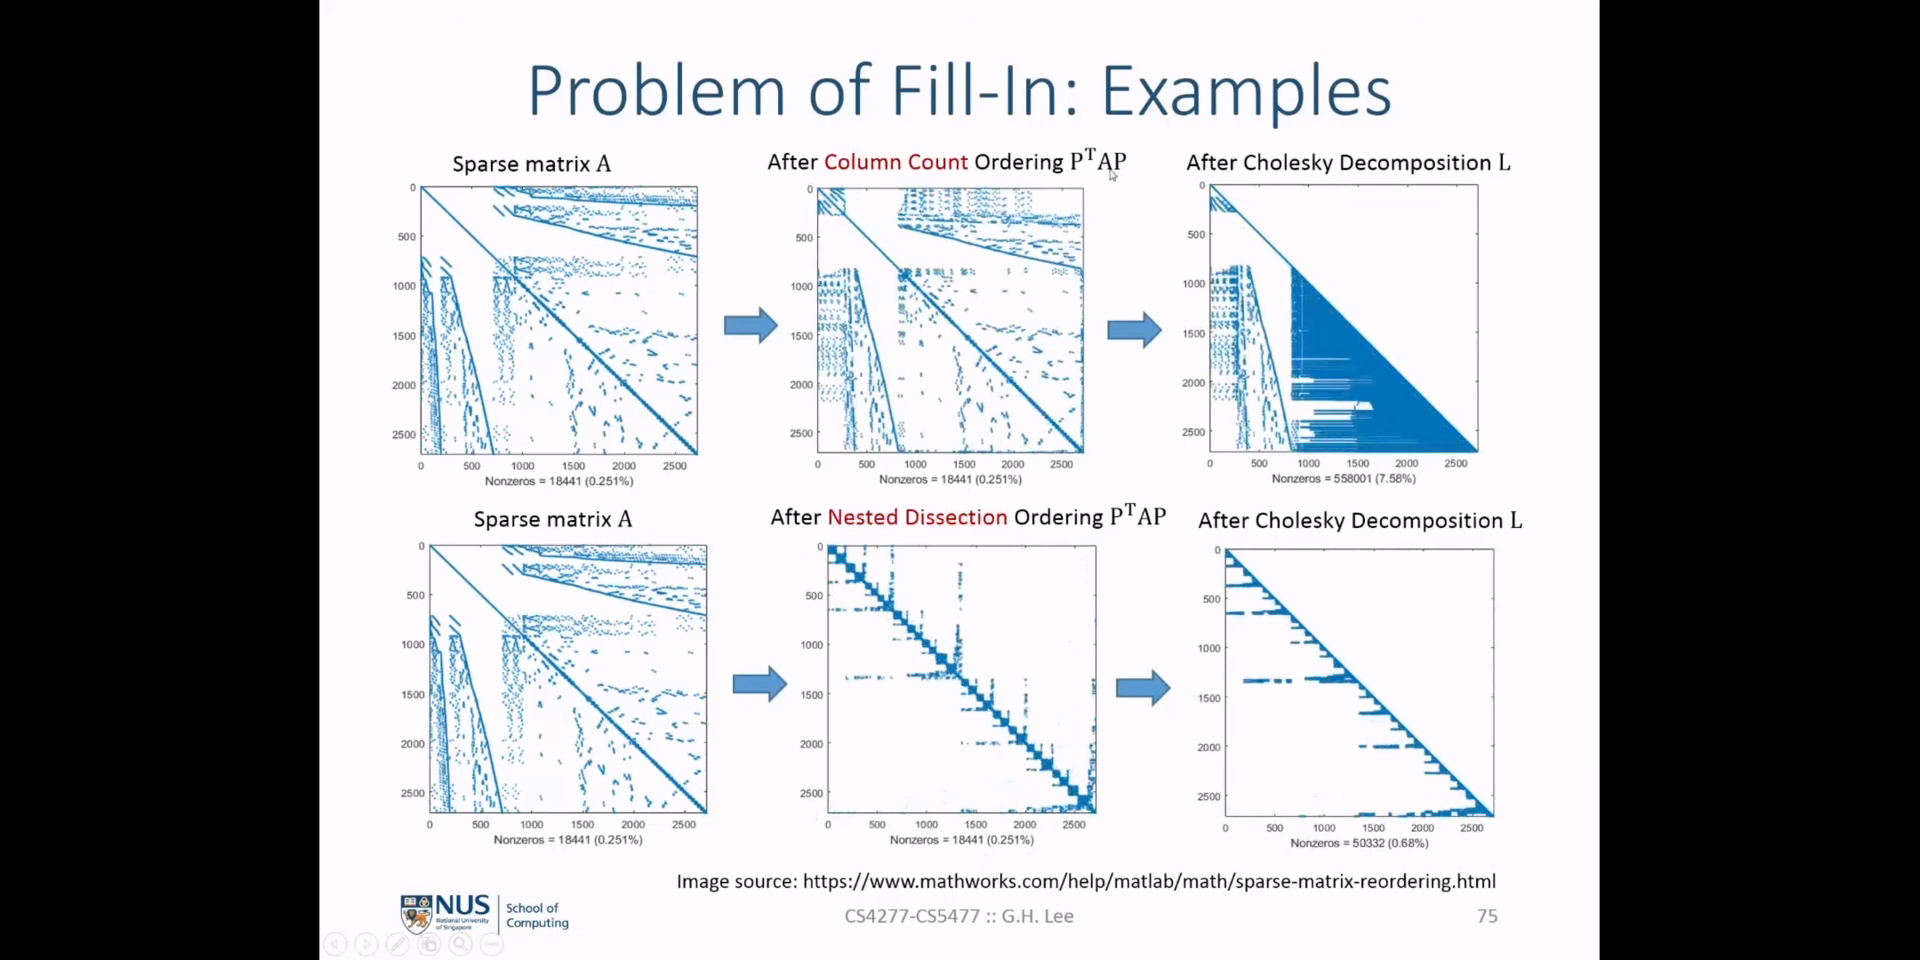 Problem of Fill-In: Examples
Sparse matrix A
After Column Count Ordering PᵀAP
After Cholesky Decomposition L
0
500
1000
1500
2000
2500
0 500 1000 1500 2000 2500
Nonzeros = 18441 (0.251%)
0
500
1000
1500
2000
2500
0 500 1000 1500 2000 2500
Nonzeros = 18441 (0.251%)
0
500
1000
1500
2000
2500
0 500 1000 1500 2000 2500
Nonzeros = 558001 (7.58%)
Sparse matrix A
After Nested Dissection Ordering PᵀAP
After Cholesky Decomposition L
0
500
1000
1500
2000
2500
0 500 1000 1500 2000 2500
Nonzeros = 18441 (0.251%)
0
500
1000
1500
2000
2500
0 500 1000 1500 2000 2500
Nonzeros = 18441 (0.251%)
0
500
1000
1500
2000
2500
0 500 1000 1500 2000 2500
Nonzeros = 50332 (0.68%)
Image source: https://www.mathworks.com/help/matlab/math/sparse-matrix-reordering.html
NUS
National University
of Singapore
School of
Computing
CS4277-CS5477 :: G.H. Lee
75